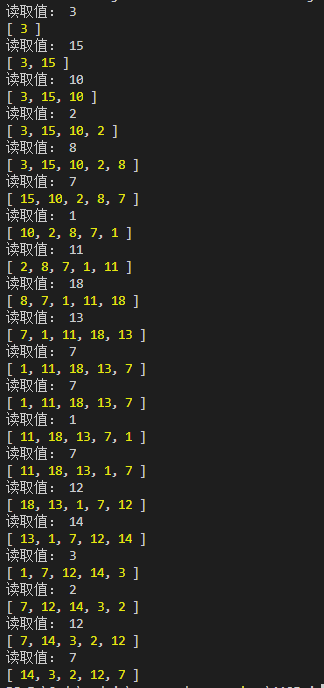 读取值: 3
[ 3 ]
读取值: 15
[ 3, 15 ]
读取值: 10
[ 3, 15, 10 ]
读取值: 2
[ 3, 15, 10, 2 ]
读取值: 8
[ 3, 15, 10, 2, 8 ]
读取值: 7
[ 15, 10, 2, 8, 7 ]
读取值: 1
[ 10, 2, 8, 7, 1 ]
读取值: 11
[ 2, 8, 7, 1, 11 ]
读取值: 18
[ 8, 7, 1, 11, 18 ]
读取值: 13
[ 7, 1, 11, 18, 13 ]
读取值: 7
[ 1, 11, 18, 13, 7 ]
读取值: 7
[ 1, 11, 18, 13, 7 ]
读取值: 1
[ 11, 18, 13, 7, 1 ]
读取值: 7
[ 11, 18, 13, 1, 7 ]
读取值: 12
[ 18, 13, 1, 7, 12 ]
读取值: 14
[ 13, 1, 7, 12, 14 ]
读取值: 3
[ 1, 7, 12, 14, 3 ]
读取值: 2
[ 7, 12, 14, 3, 2 ]
读取值: 12
[ 7, 14, 3, 2, 12 ]
读取值: 7
[ 14, 3, 2, 12, 7 ]